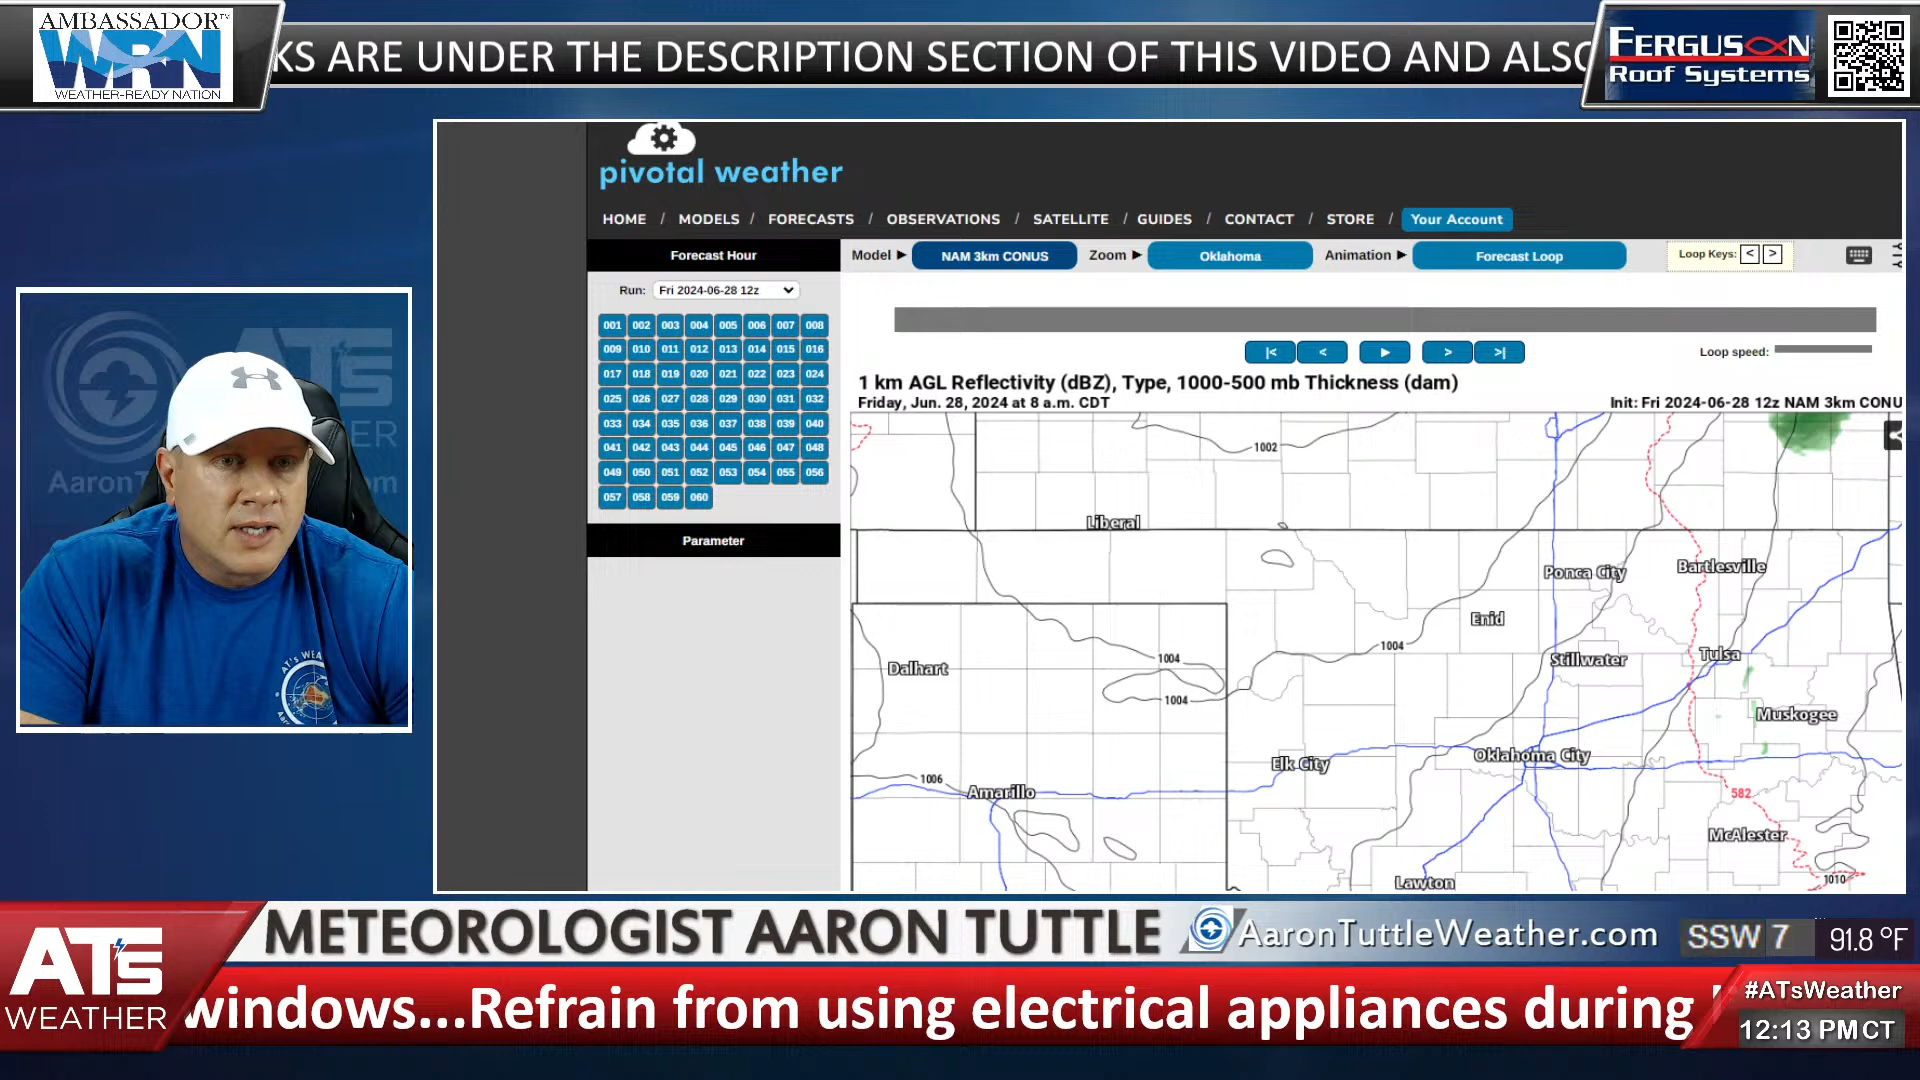 AMBASSADOR™
WRN
WEATHER-READY NATION
KS ARE UNDER THE DESCRIPTION SECTION OF THIS VIDEO AND ALSO
FERGUSON
Roof Systems
pivotal weather
HOME / MODELS / FORECASTS / OBSERVATIONS / SATELLITE / GUIDES / CONTACT / STORE / Your Account
Forecast Hour
Model ▶ NAM 3km CONUS Zoom ▶ Oklahoma Animation ▶ Forecast Loop Loop Keys: < >
Run: Fri 2024-06-28 12z
001 002 003 004 005 006 007 008
009 010 011 012 013 014 015 016
017 018 019 020 021 022 023 024
025 026 027 028 029 030 031 032
033 034 035 036 037 038 039 040
041 042 043 044 045 046 047 048
049 050 051 052 053 054 055 056
057 058 059 060
Parameter
|< < ▶ > >| Loop speed:
1 km AGL Reflectivity (dBZ), Type, 1000-500 mb Thickness (dam)
Friday, Jun. 28, 2024 at 8 a.m. CDT
Init: Fri 2024-06-28 12z NAM 3km CONU
1002
Liberal
Ponca City
Bartlesville
Enid
1004
1004
1004
Stillwater
Tulsa
Dalhart
Muskogee
Oklahoma City
Elk City
1006
Amarillo
582
McAlester
1010
Lawton
ATS
AaronT
AT's WEA
METEOROLOGIST AARON TUTTLE
AaronTuttleWeather.com
SSW 7
91.8 °F
ATS
WEATHER
windows...Refrain from using electrical appliances during
#ATsWeather
12:13 PM CT